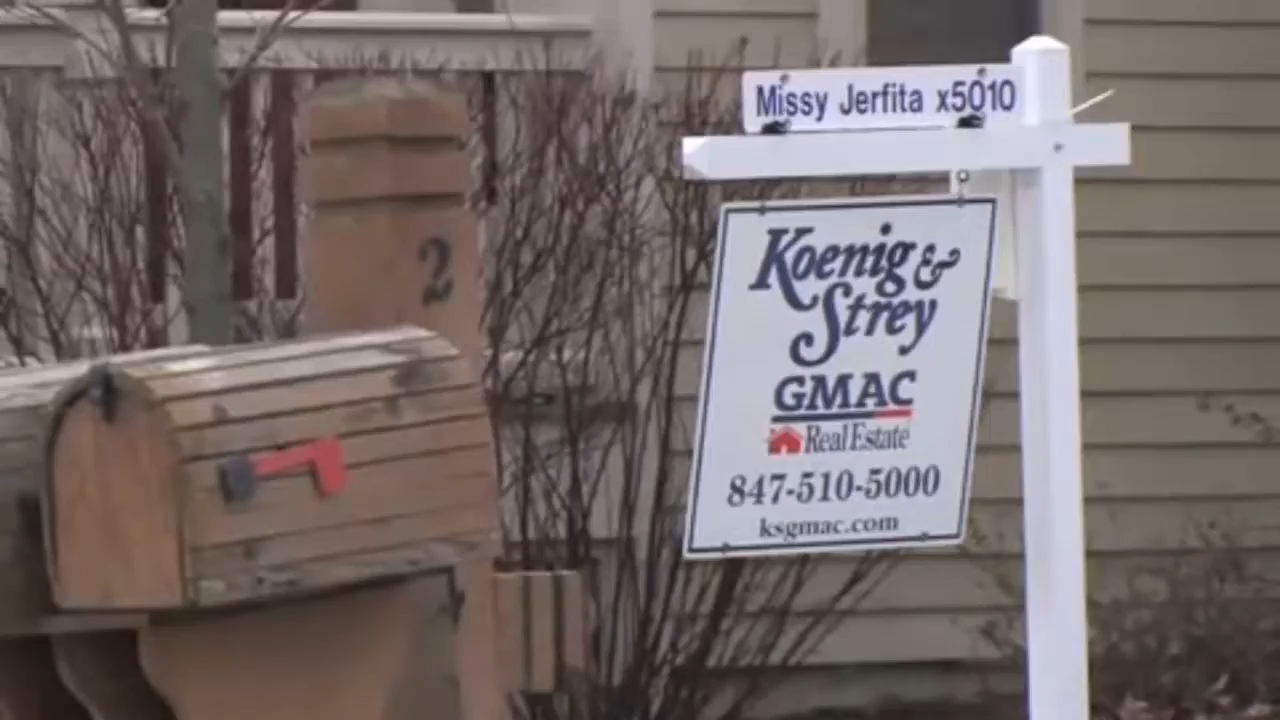 Missy Jerfita x5010
2
Koenig &
Strey
GMAC
Real Estate
847-510-5000
ksgmac.com